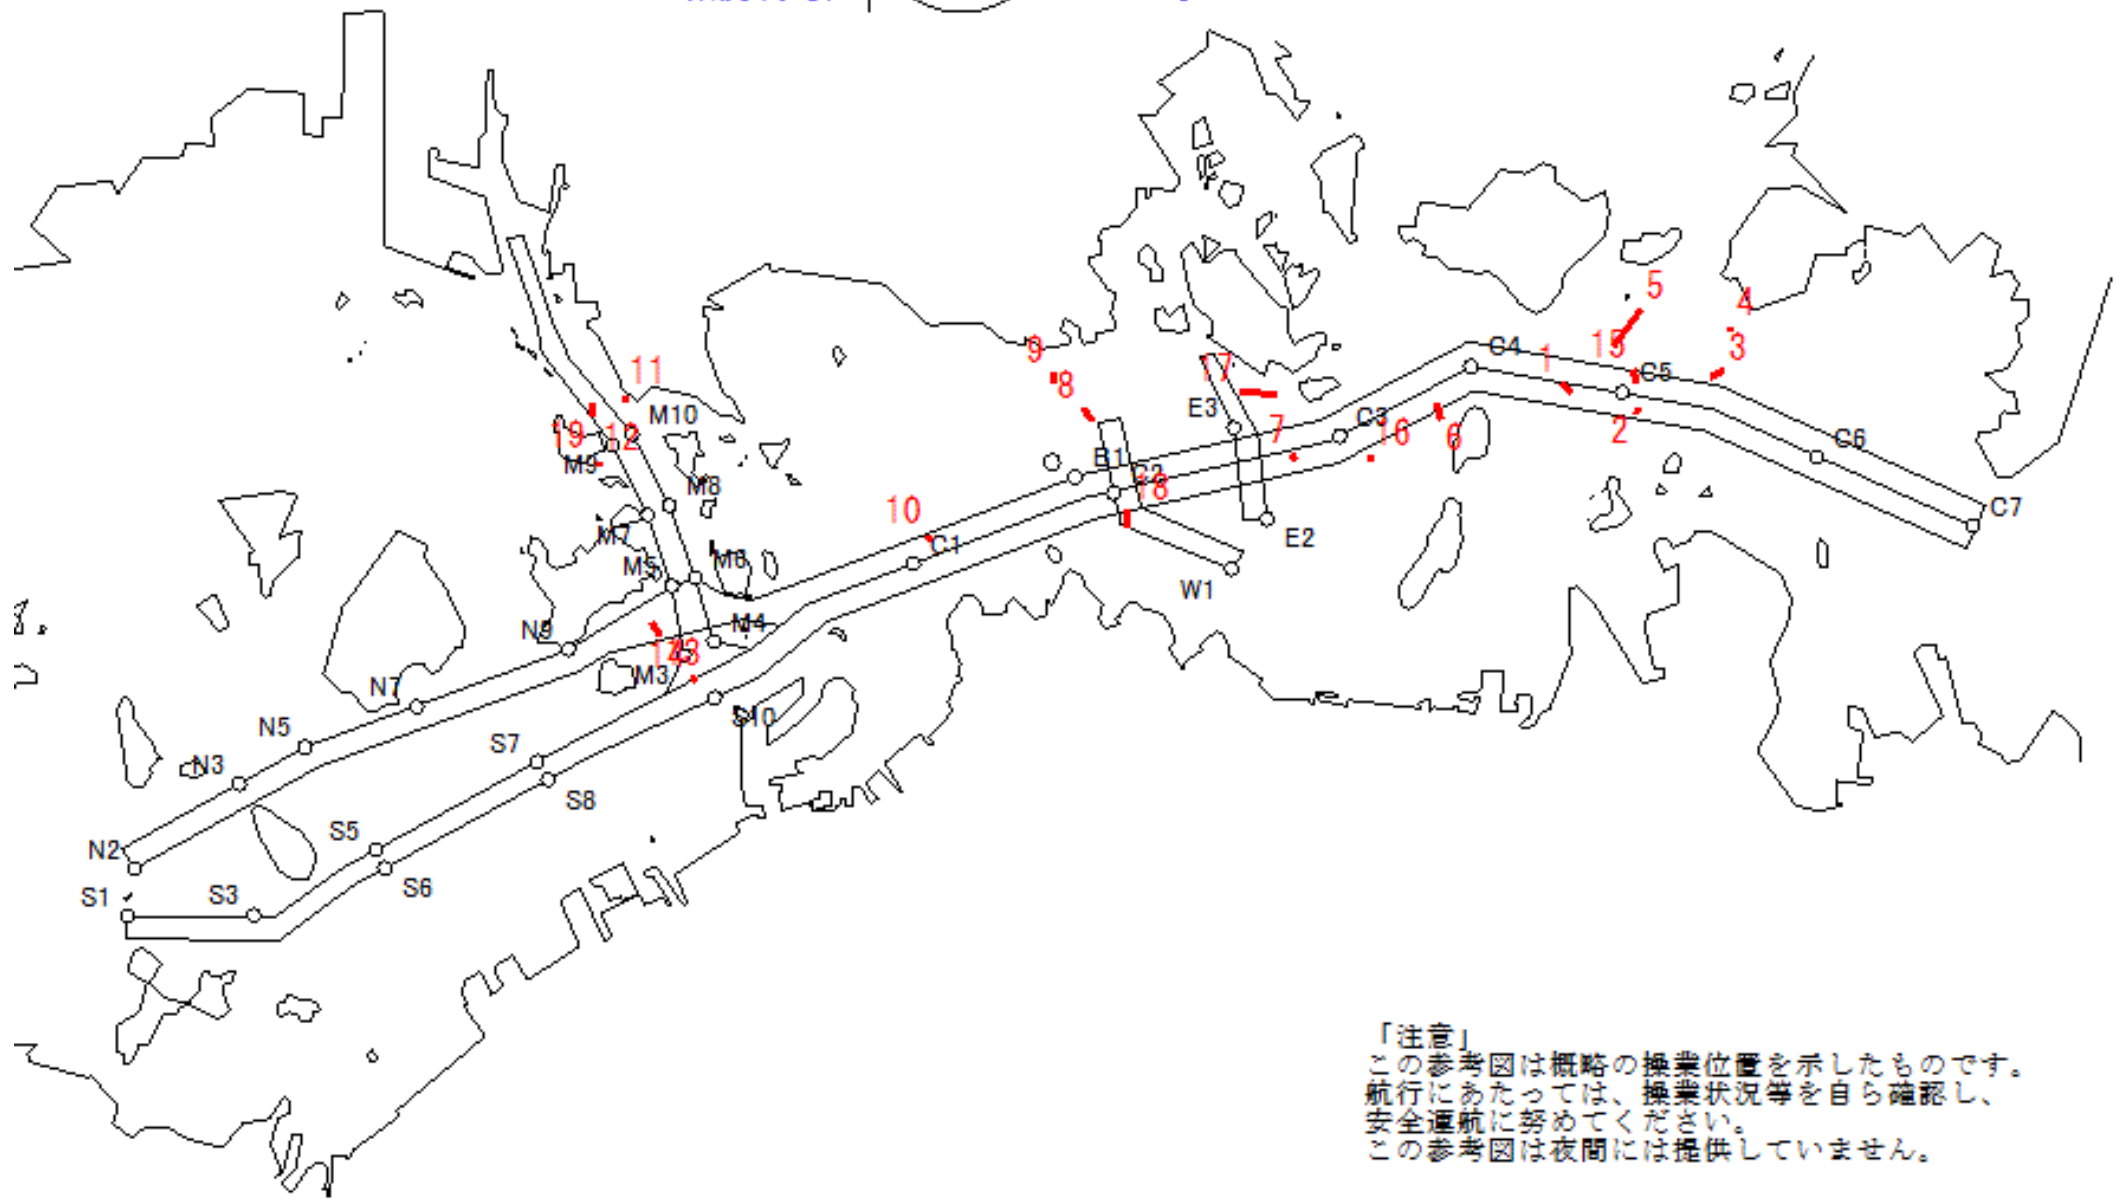 5
4
9
17
15
3
C4
1
C5
11
8
E3
M10
C3
2
7
16
6
19
12
C6
M9
B1
C2
M8
18
10
C7
M7
C1
E2
M5
M6
W1
N9
M4
14
13
M3
N7
S10
N5
S7
N3
S8
S5
N2
S6
S1
S3
「注意」
この参考図は概略の操業位置を示したものです。
航行にあたっては、操業状況等を自ら確認し、
安全運航に努めてください。
この参考図は夜間には提供していません。